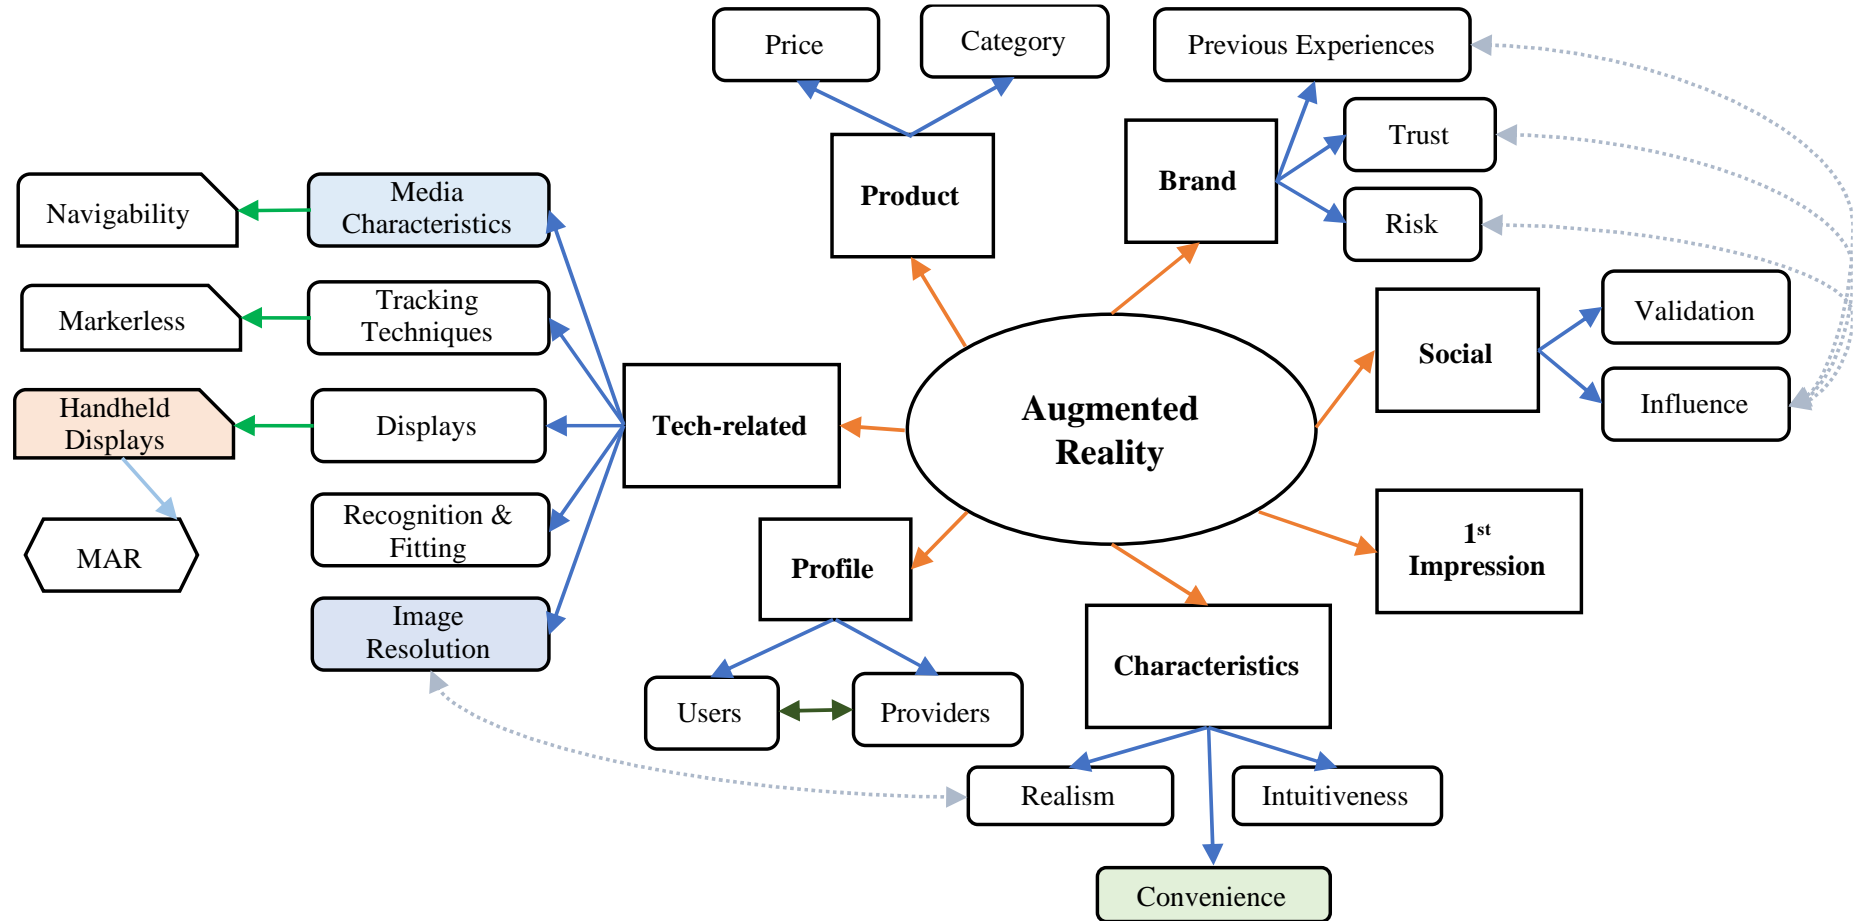 Price
Category
Previous Experiences
Trust
Product
Brand
Risk
Media
Characteristics
Navigability
Tracking
Techniques
Markerless
Validation
Social
Influence
Handheld
Displays
Displays
Tech-related
Augmented
Reality
Recognition &
Fitting
MAR
1st
Impression
Profile
Image
Resolution
Characteristics
Users
Providers
Realism
Intuitiveness
Convenience